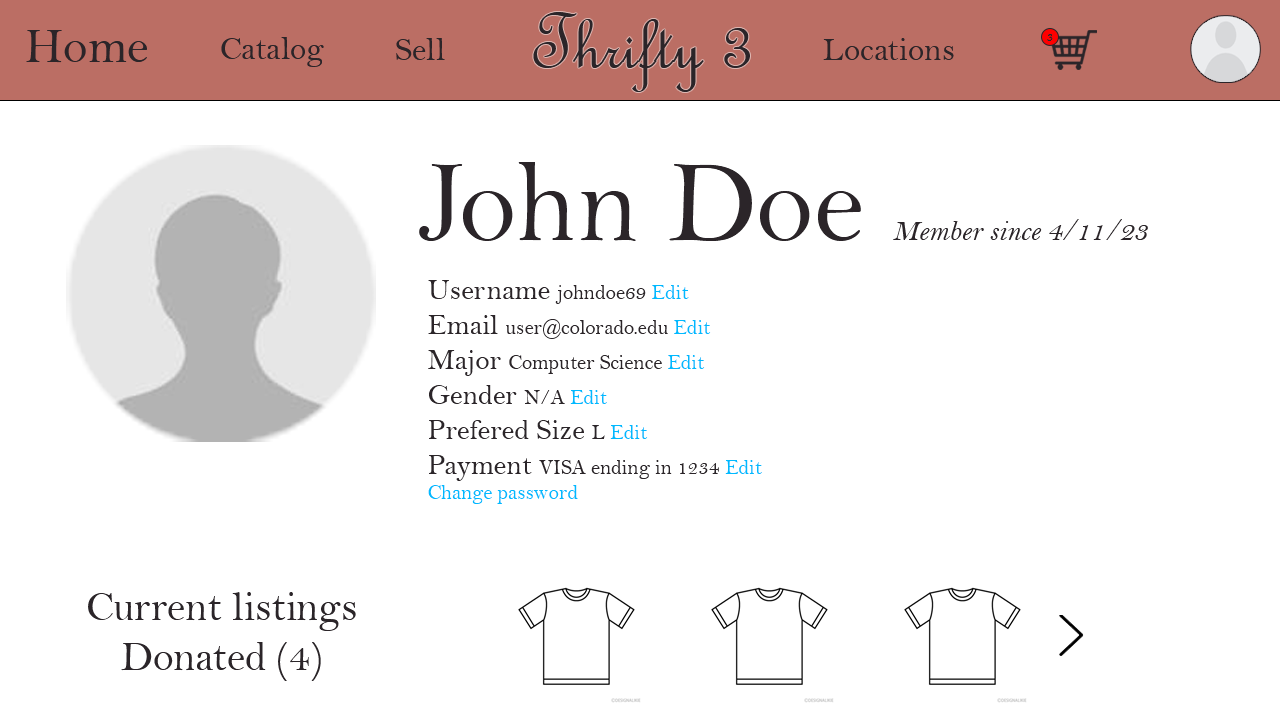 Home Catalog Sell Thrifty 3 Locations 3
John Doe Member since 4/11/23
Username johndoe69 Edit
Email user@colorado.edu Edit
Major Computer Science Edit
Gender N/A Edit
Prefered Size L Edit
Payment VISA ending in 1234 Edit
Change password
Current listings
Donated (4)